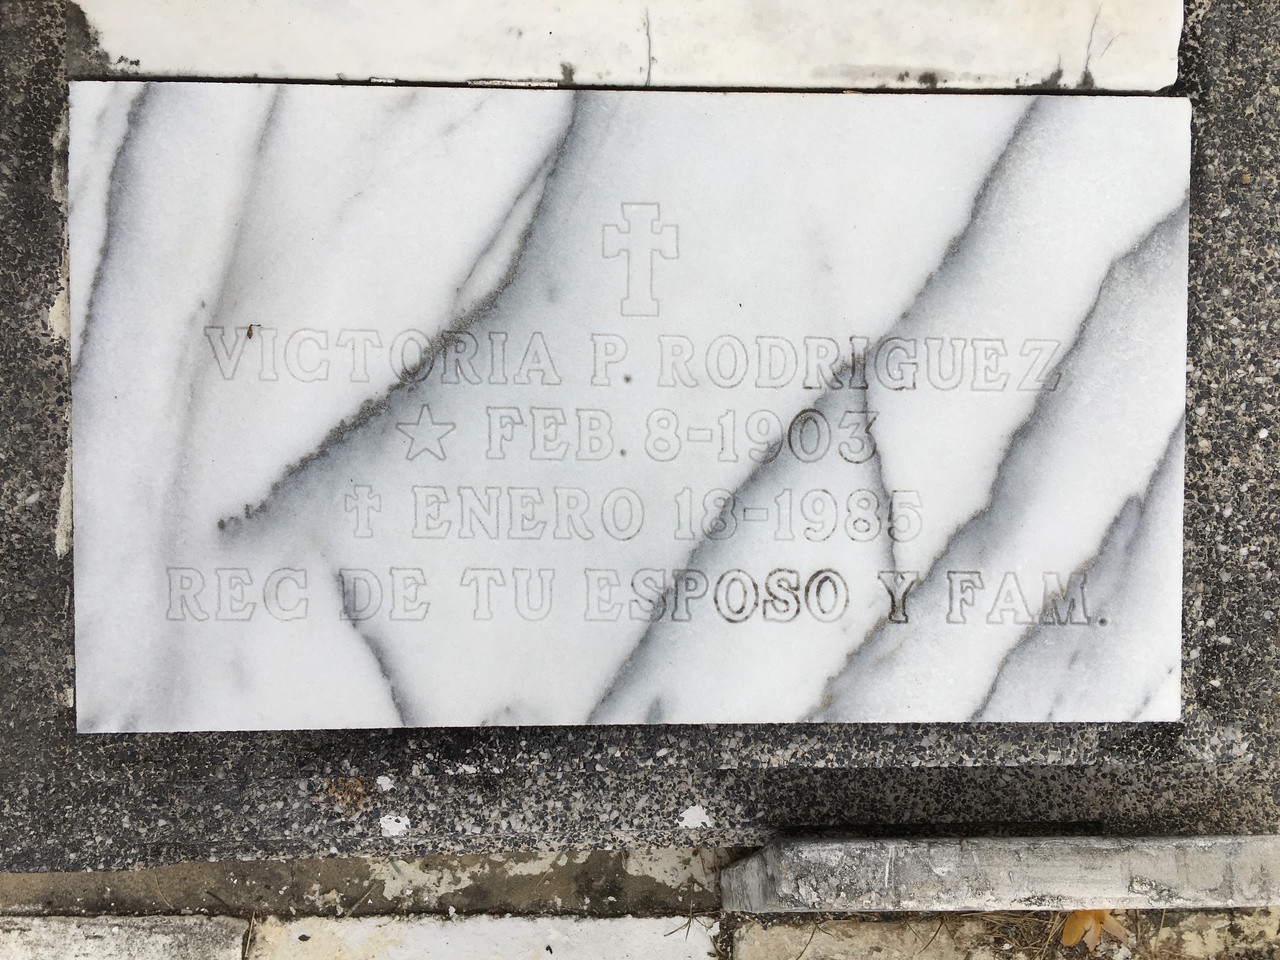 VICTORIA P. RODRIGUEZ
FEB. 8-1903
ENERO 18-1985
REC DE TU ESPOSO Y FAM.